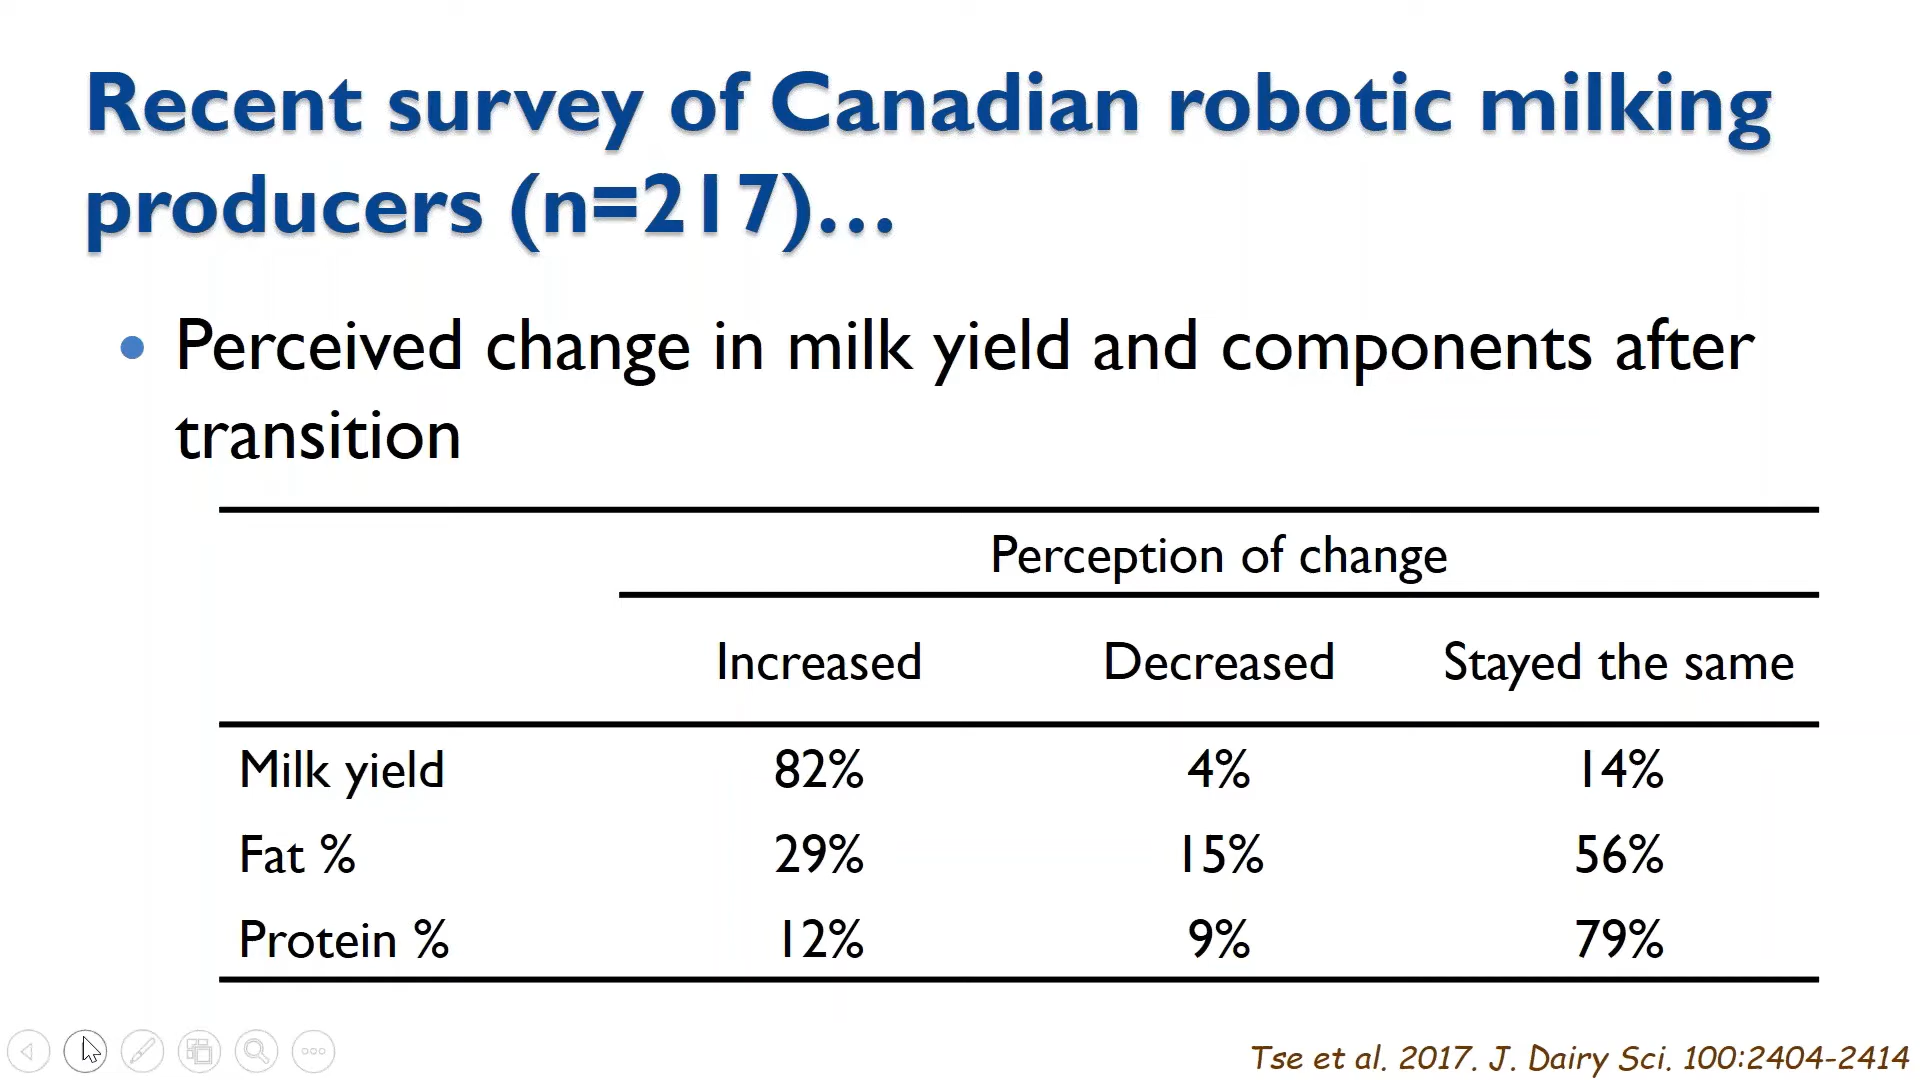 Recent survey of Canadian robotic milking
producers (n=217)...
• Perceived change in milk yield and components after
transition
Perception of change
Increased Decreased Stayed the same
Milk yield 82% 4% 14%
Fat % 29% 15% 56%
Protein % 12% 9% 79%
Tse et al. 2017. J. Dairy Sci. 100:2404-2414